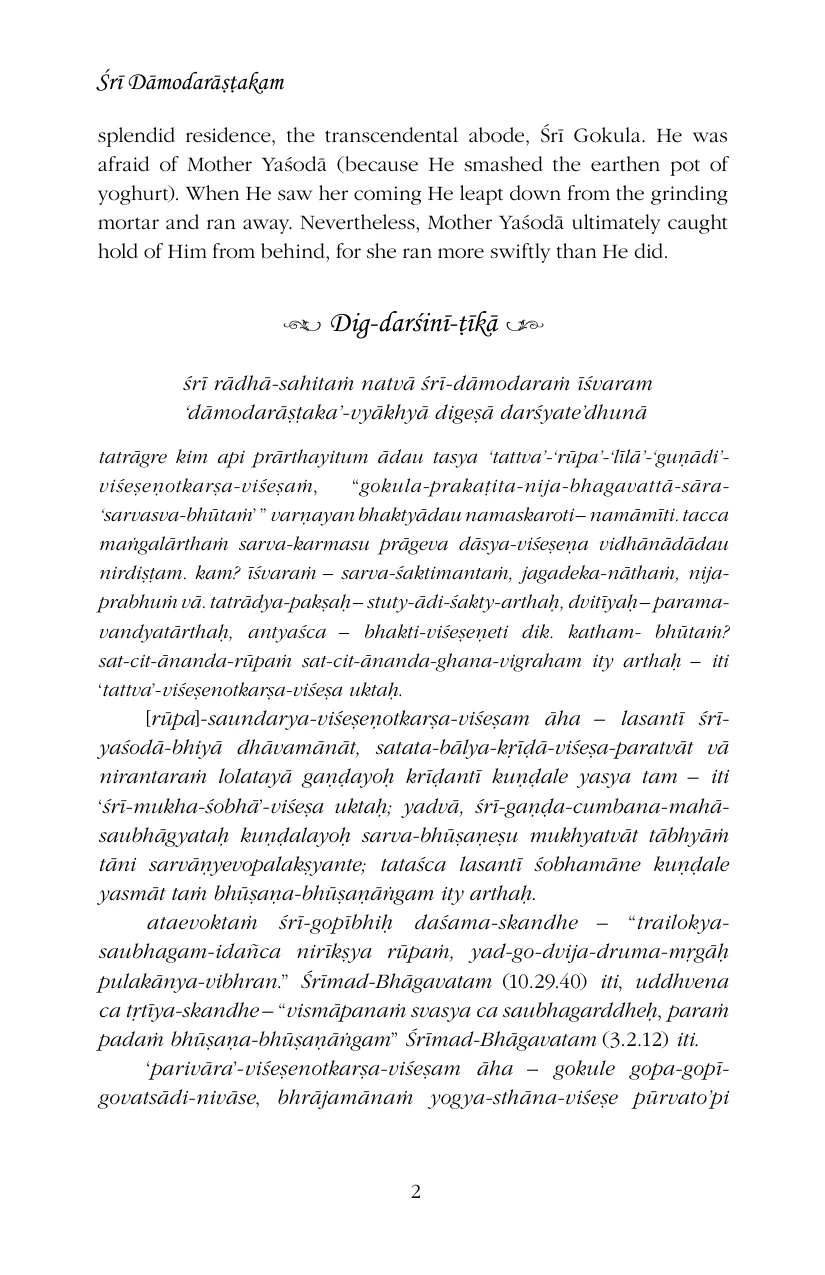 Śrī Dāmodarāṣṭakam
splendid residence, the transcendental abode, Śrī Gokula. He was
afraid of Mother Yaśodā (because He smashed the earthen pot of
yoghurt). When He saw her coming He leapt down from the grinding
mortar and ran away. Nevertheless, Mother Yaśodā ultimately caught
hold of Him from behind, for she ran more swiftly than He did.
Dig-darśinī-ṭīkā
śrī rādhā-sahitaṁ natvā śrī-dāmodaraṁ īśvaram
‘dāmodarāṣṭaka’-vyākhyā digeṣā darśyate’dhunā
tatrāgre kim api prārthayitum ādau tasya ‘tattva’-‘rūpa’-‘līlā’-‘guṇādi’-
viśeṣeṇotkarṣa-viśeṣaṁ, “gokula-prakaṭita-nija-bhagavattā-sāra-
‘sarvasva-bhūtaṁ’ ” varṇayan bhaktyādau namaskaroti – namāmīti. tacca
maṅgalārthaṁ sarva-karmasu prāgeva dāsya-viśeṣeṇa vidhānādādau
nirdiṣṭam. kam? īśvaraṁ – sarva-śaktimantaṁ, jagadeka-nāthaṁ, nija-
prabhuṁ vā. tatrādya-pakṣaḥ – stuty-ādi-śakty-arthaḥ, dvitīyaḥ – parama-
vandyatārthaḥ, antyaśca – bhakti-viśeṣeṇeti dik. katham- bhūtaṁ?
sat-cit-ānanda-rūpaṁ sat-cit-ānanda-ghana-vigraham ity arthaḥ – iti
‘tattva’-viśeṣenotkarṣa-viśeṣa uktaḥ.
[rūpa]-saundarya-viśeṣeṇotkarṣa-viśeṣam āha – lasantī śrī-
yaśodā-bhiyā dhāvamānāt, satata-bālya-kṛīḍā-viśeṣa-paratvāt vā
nirantaraṁ lolatayā gaṇḍayoḥ krīḍantī kuṇḍale yasya tam – iti
‘śrī-mukha-śobhā’-viśeṣa uktaḥ; yadvā, śrī-gaṇḍa-cumbana-mahā-
saubhāgyataḥ kuṇḍalayoḥ sarva-bhūṣaṇeṣu mukhyatvāt tābhyāṁ
tāni sarvāṇyevopalakṣyante; tataśca lasantī śobhamāne kuṇḍale
yasmāt taṁ bhūṣaṇa-bhūṣaṇāṅgam ity arthaḥ.
ataevoktaṁ śrī-gopībhiḥ daśama-skandhe – “trailokya-
saubhagam-idañca nirīkṣya rūpaṁ, yad-go-dvija-druma-mṛgāḥ
pulakānya-vibhran.” Śrīmad-Bhāgavatam (10.29.40) iti, uddhvena
ca tṛtīya-skandhe – “vismāpanaṁ svasya ca saubhagarddheḥ, paraṁ
padaṁ bhūṣaṇa-bhūṣaṇāṅgam” Śrīmad-Bhāgavatam (3.2.12) iti.
‘parivāra’-viśeṣenotkarṣa-viśeṣam āha – gokule gopa-gopī-
govatsādi-nivāse, bhrājamānaṁ yogya-sthāna-viśeṣe pūrvato’pi
2